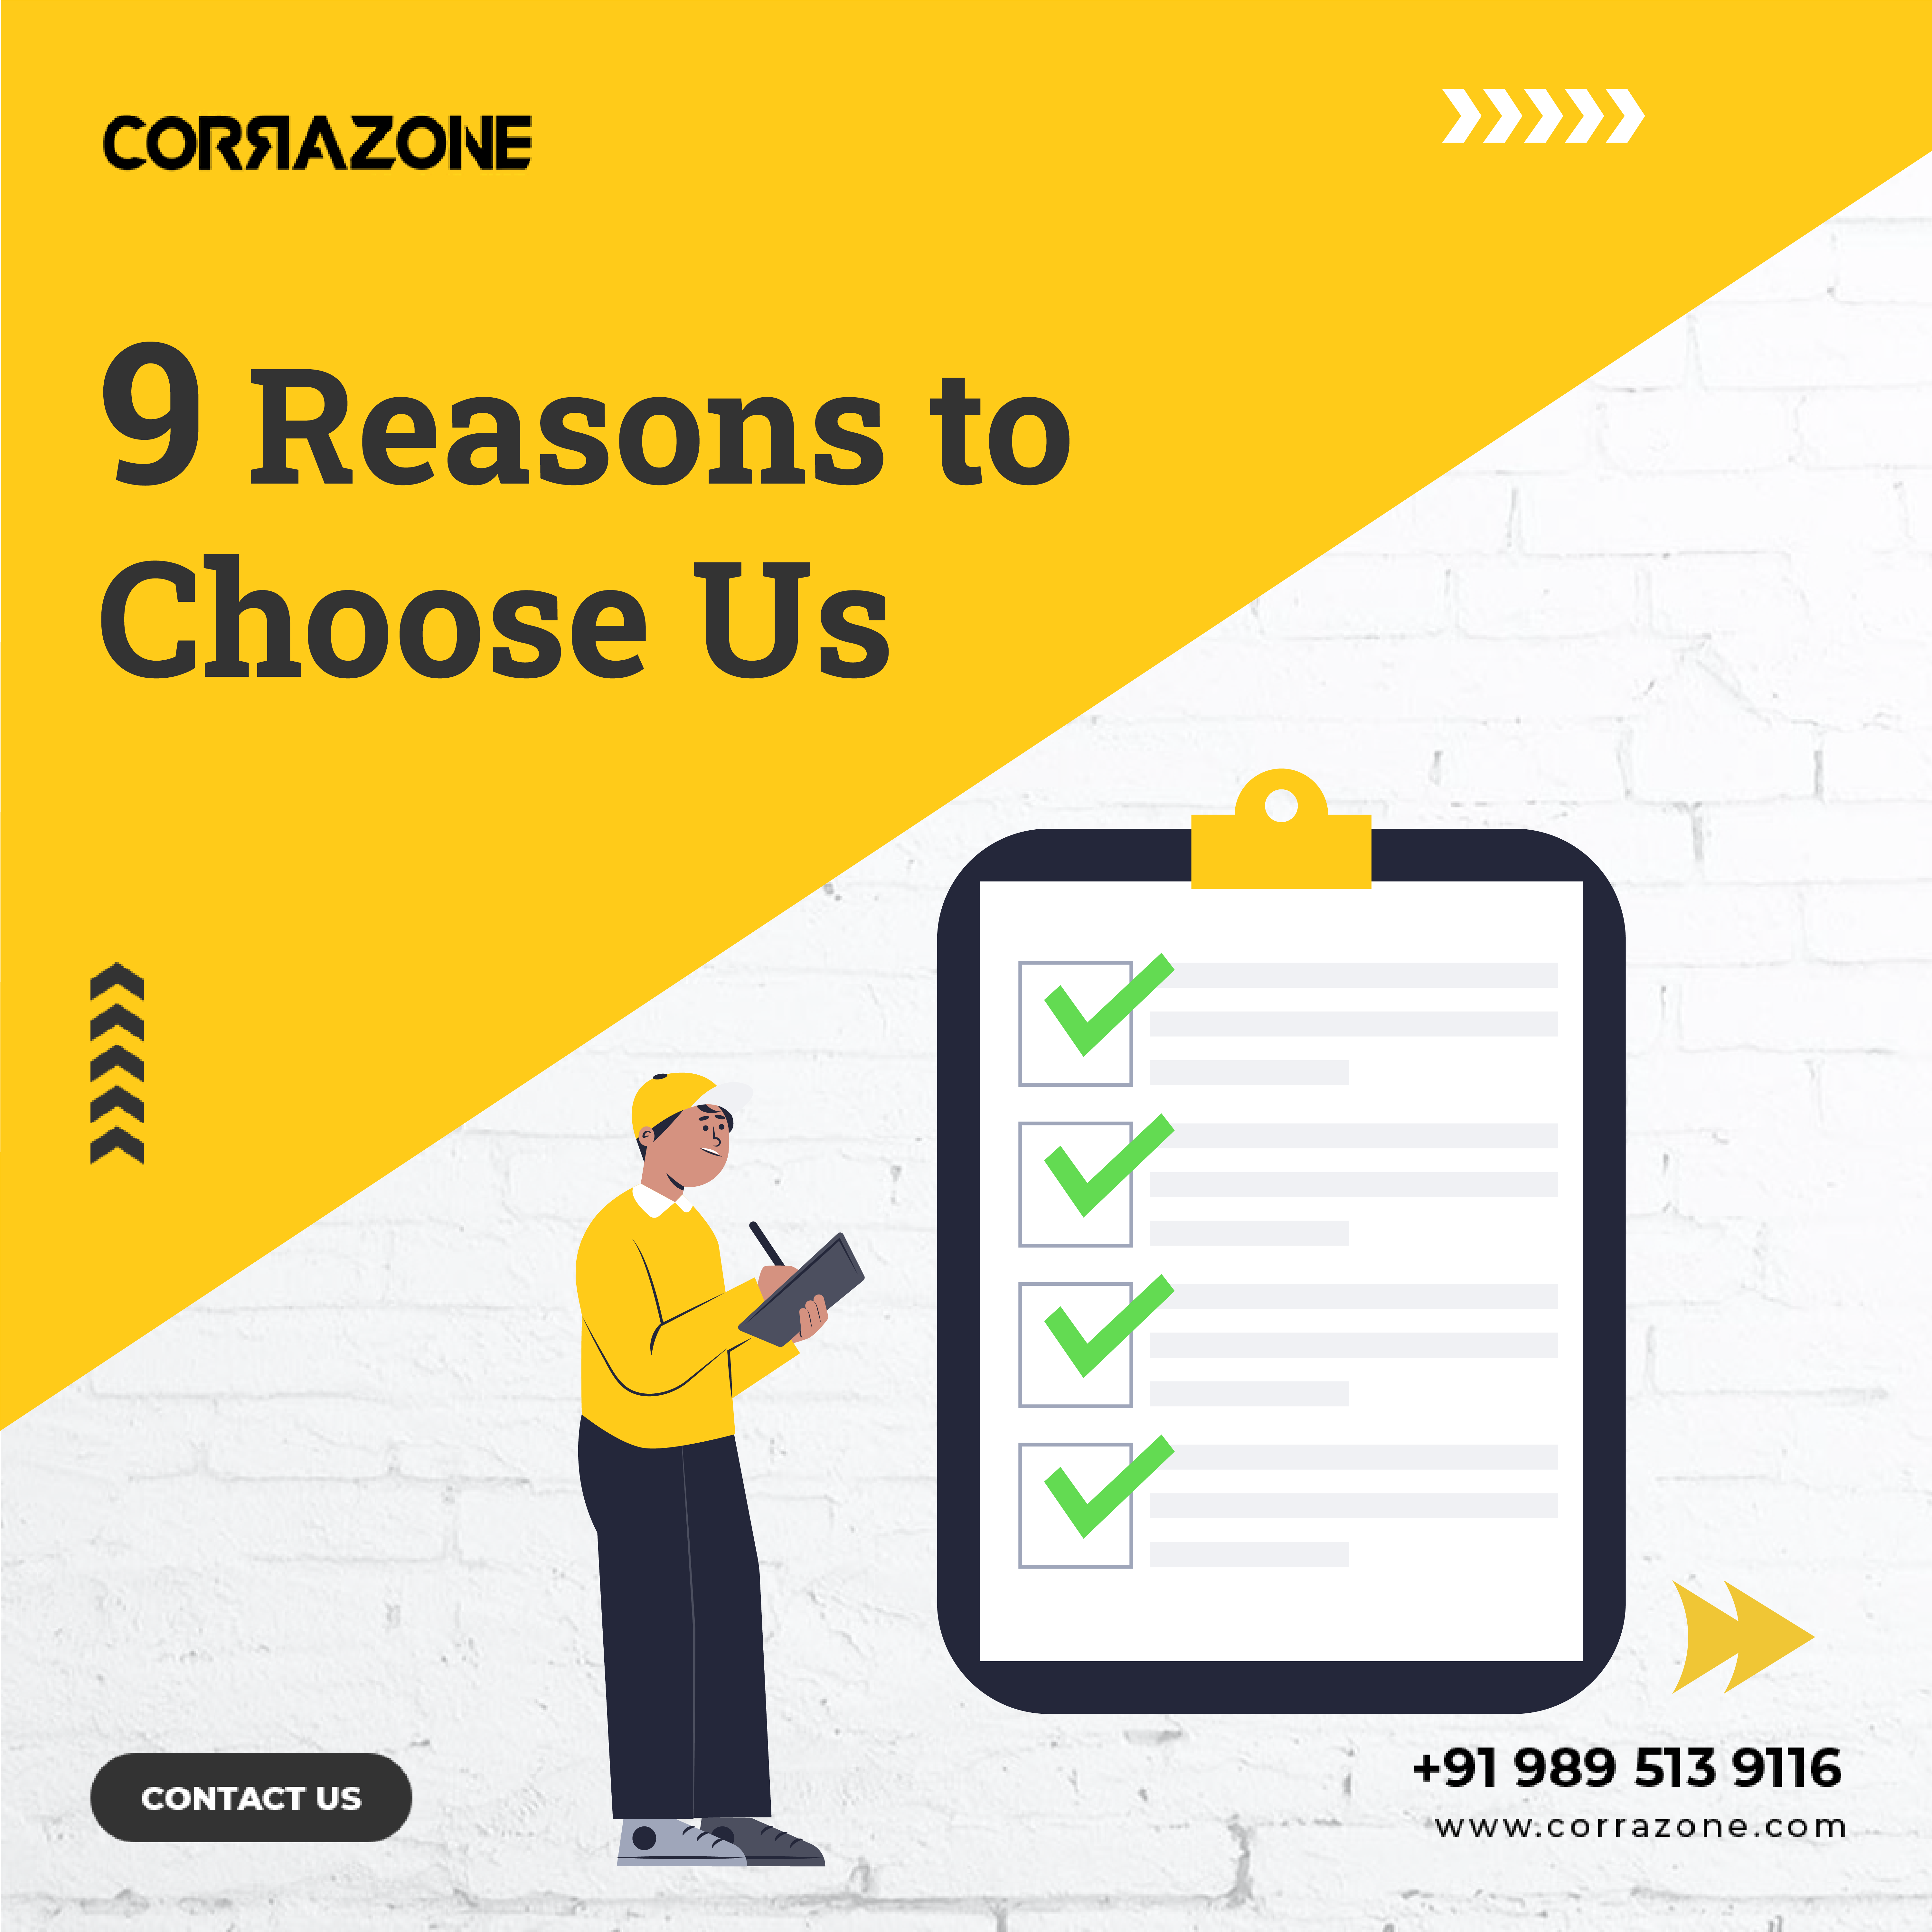 CORRAZONE
9 Reasons to
Choose Us
CONTACT US
+91 989 513 9116
www.corrazone.com